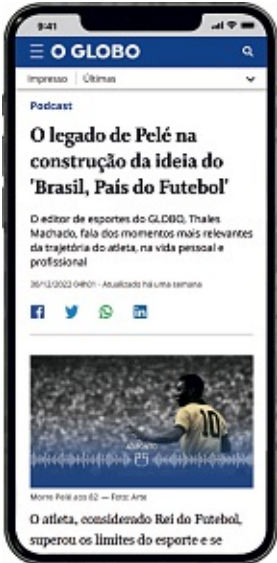 9:41
O GLOBO
Impresso Últimas
Podcast
O legado de Pelé na
construção da ideia do
'Brasil, País do Futebol'
O editor de esportes do GLOBO, Thales
Machado, fala dos momentos mais relevantes
da trajetória do atleta, na vida pessoal e
profissional
30/12/2022 04h01 - Atualizado há uma semana
10
Morre Pelé aos 82 — Foto: Arte
O atleta, considerado Rei do Futebol,
superou os limites do esporte e se